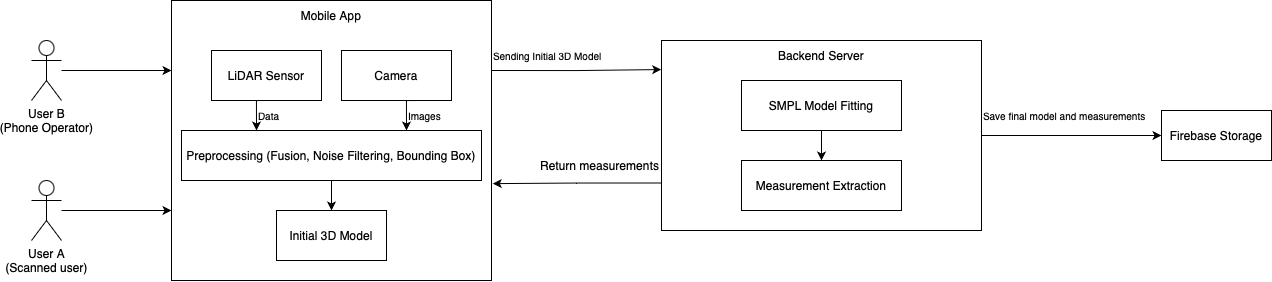 Mobile App
LiDAR Sensor
Camera
Data
Images
Preprocessing (Fusion, Noise Filtering, Bounding Box)
Initial 3D Model
User B
(Phone Operator)
User A
(Scanned user)
Sending Initial 3D Model
Return measurements
Backend Server
SMPL Model Fitting
Measurement Extraction
Save final model and measurements
Firebase Storage